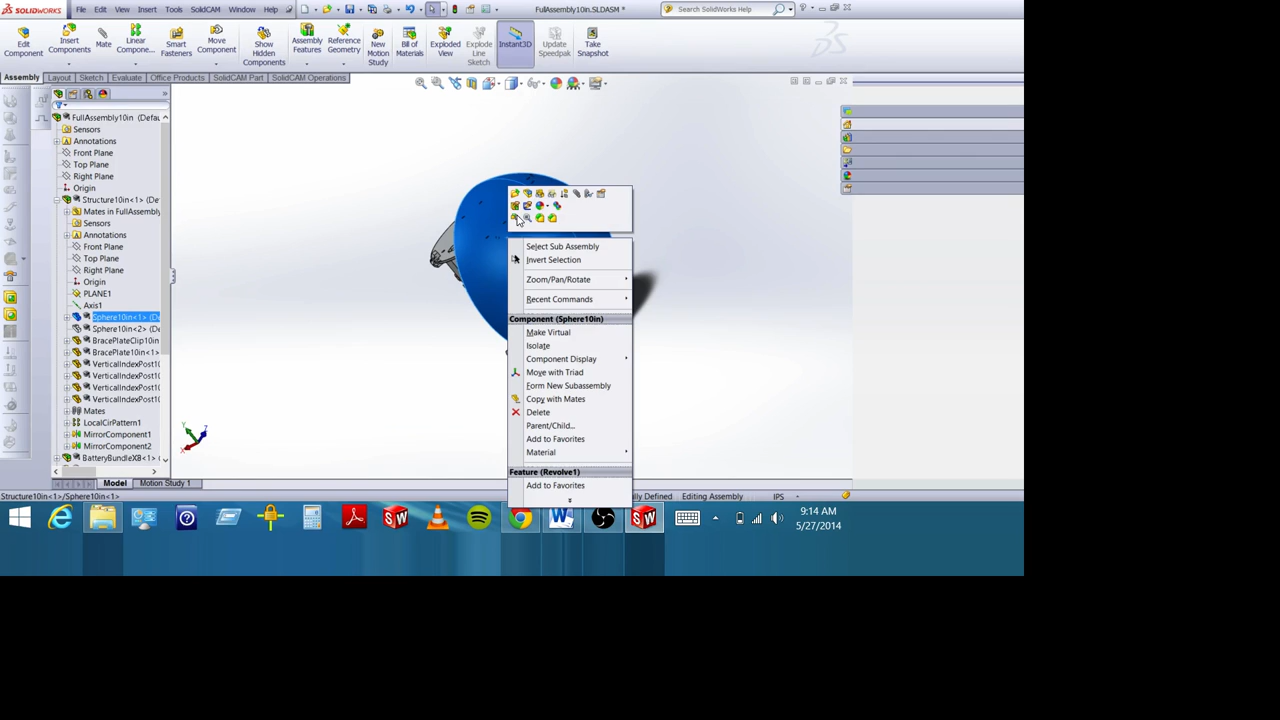 SOLIDWORKS File Edit View Insert Tools SolidCAM Window Help FullAssembly10in.SLDASM * Search SolidWorks Help
Edit Component
Insert Components
Mate
Linear Compone...
Smart Fasteners
Move Component
Show Hidden Components
Assembly Features
Reference Geometry
New Motion Study
Bill of Materials
Exploded View
Explode Line Sketch
Instant3D
Update Speedpak
Take Snapshot
Assembly Layout Sketch Evaluate Office Products SolidCAM Part SolidCAM Operations
FullAssembly10in (Defau
Sensors
Annotations
Front Plane
Top Plane
Right Plane
Origin
Structure10in<1> (De
Mates in FullAssembly
Sensors
Annotations
Front Plane
Top Plane
Right Plane
Origin
PLANE1
Axis1
Sphere10in<1> (De
Sphere10in<2> (De
BracePlateClip10in
BracePlate10in<1>
VerticalIndexPost10
VerticalIndexPost10
VerticalIndexPost10
VerticalIndexPost10
Mates
LocalCirPattern1
MirrorComponent1
MirrorComponent2
BatteryBundleXB<1>
Select Sub Assembly
Invert Selection
Zoom/Pan/Rotate
Recent Commands
Component (Sphere10in)
Make Virtual
Isolate
Component Display
Move with Triad
Form New Subassembly
Copy with Mates
Delete
Parent/Child...
Add to Favorites
Material
Feature (Revolve1)
Add to Favorites
Y Z X
Model Motion Study 1
Structure10in<1>/Sphere10in<1> ully Defined Editing Assembly IPS
9:14 AM
5/27/2014